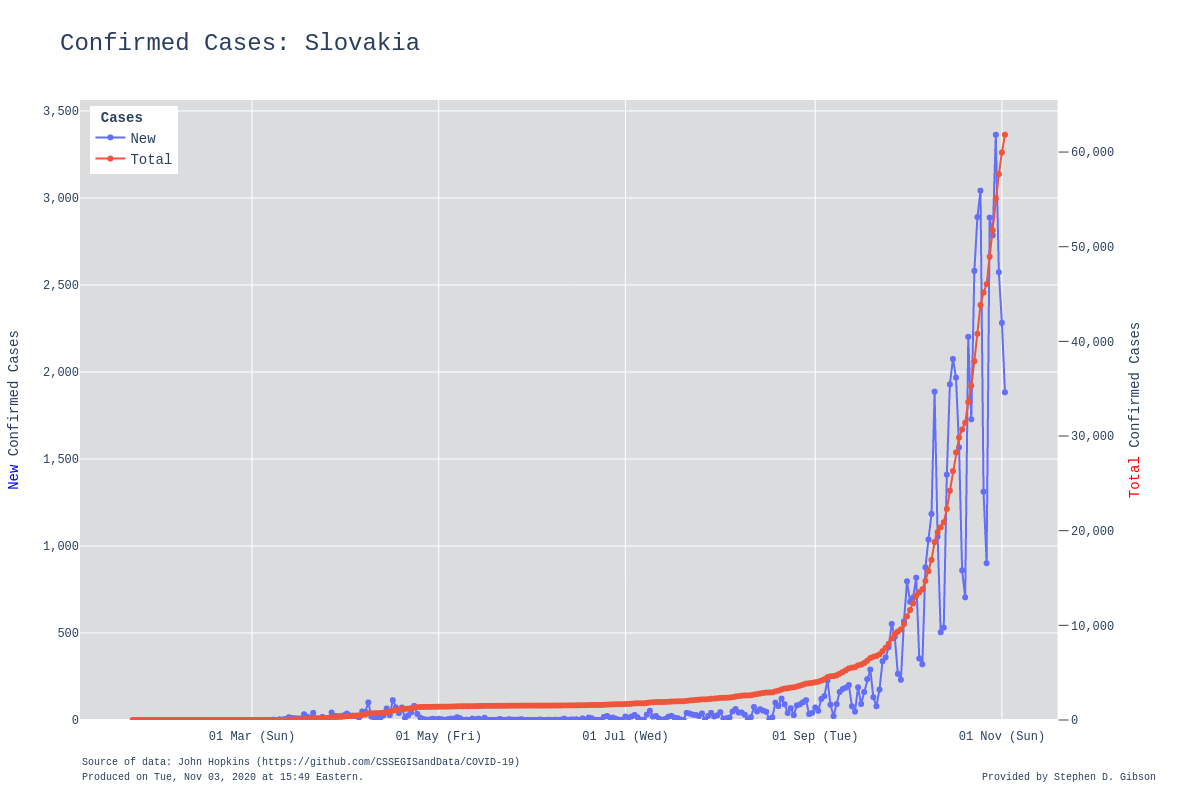 Confirmed Cases: Slovakia
Cases
New
Total
3,500
3,000
2,500
2,000
1,500
1,000
500
0
60,000
50,000
40,000
30,000
20,000
10,000
0
New Confirmed Cases
Total Confirmed Cases
01 Mar (Sun)
01 May (Fri)
01 Jul (Wed)
01 Sep (Tue)
01 Nov (Sun)
Source of data: John Hopkins (https://github.com/CSSEGISandData/COVID-19)
Produced on Tue, Nov 03, 2020 at 15:49 Eastern.
Provided by Stephen D. Gibson